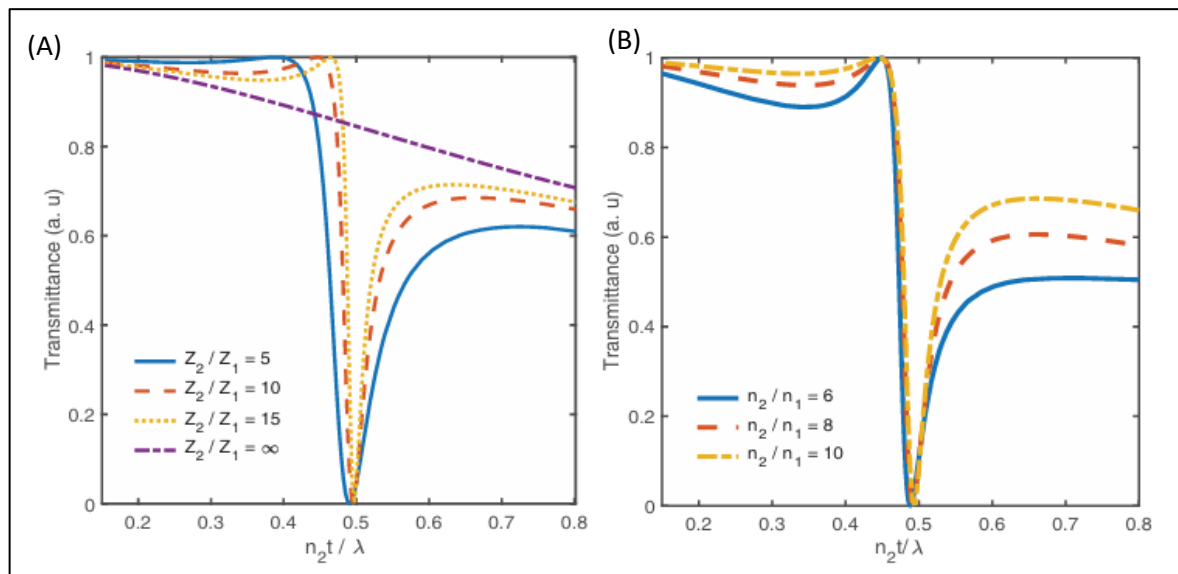 (A)
Transmittance (a. u)
1
0.8
0.6
0.4
0.2
0
Z₂ / Z₁ = 5
Z₂ / Z₁ = 10
Z₂ / Z₁ = 15
Z₂ / Z₁ = ∞
0.2 0.3 0.4 0.5 0.6 0.7 0.8
n₂t / λ
(B)
Transmittance (a. u)
1
0.8
0.6
0.4
0.2
0
n₂ / n₁ = 6
n₂ / n₁ = 8
n₂ / n₁ = 10
0.2 0.3 0.4 0.5 0.6 0.7 0.8
n₂t/ λ